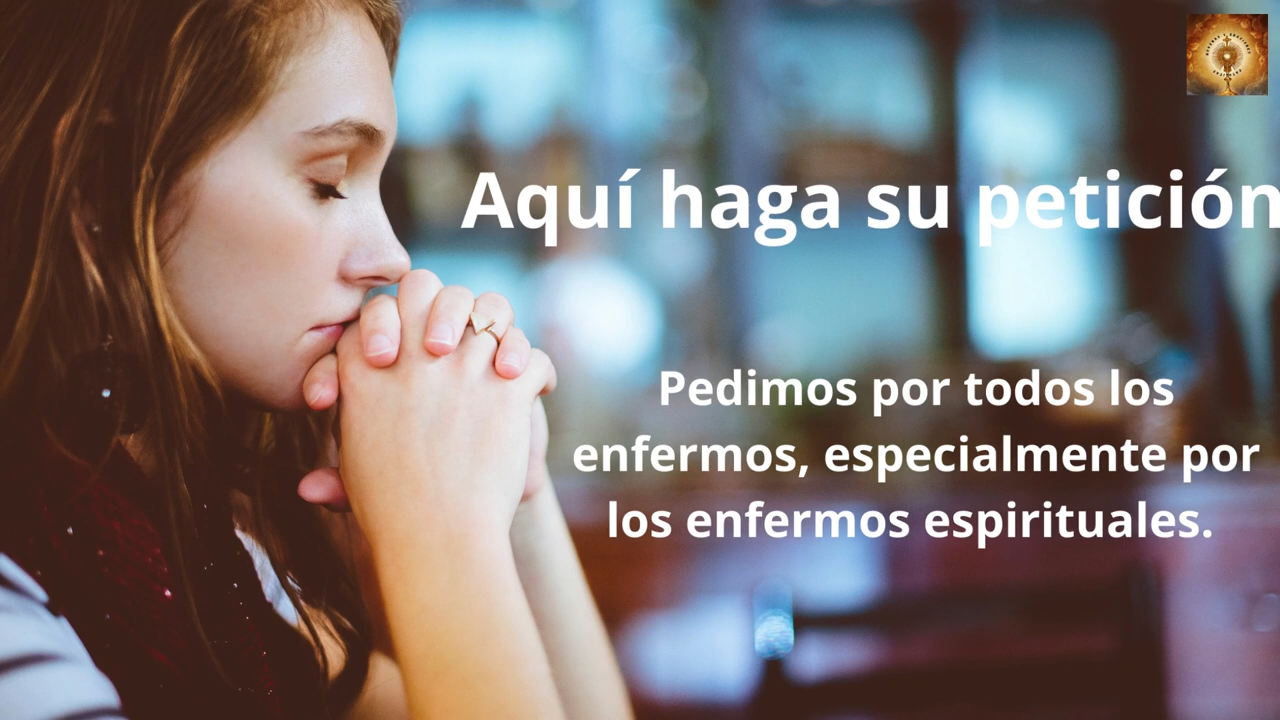 Aquí haga su petición
Pedimos por todos los
enfermos, especialmente por
los enfermos espirituales.